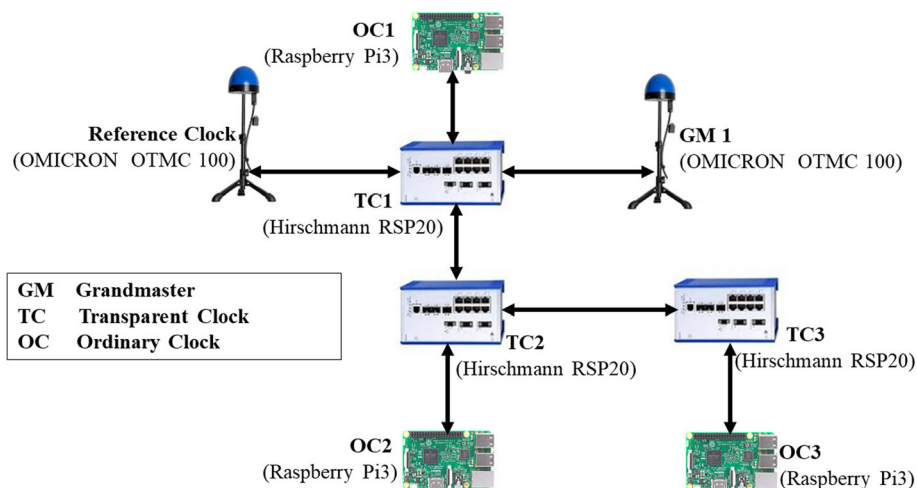 OC1
(Raspberry Pi3)
Reference Clock
(OMICRON OTMC 100)
GM 1
(OMICRON OTMC 100)
TC1
(Hirschmann RSP20)
GM Grandmaster
TC Transparent Clock
OC Ordinary Clock
TC2
(Hirschmann RSP20)
TC3
(Hirschmann RSP20)
OC2
(Raspberry Pi3)
OC3
(Raspberry Pi3)